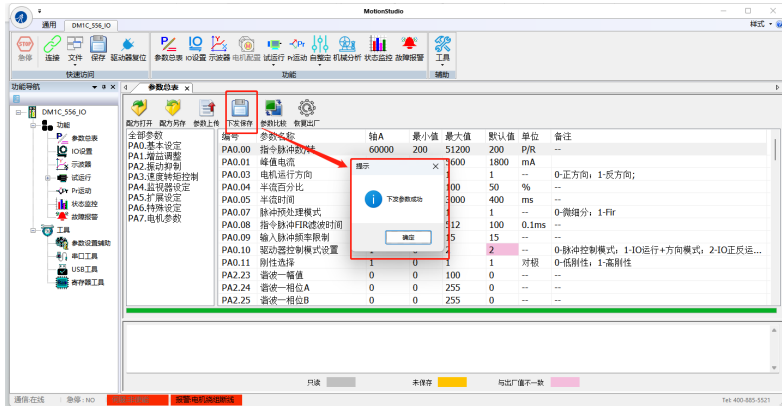 MotionStudio
通用 DM1C_556_IO 样式
急停 连接 文件 保存 驱动器复位 参数总表 IO设置 示波器 电机配置 试运行 Pr运动 自整定 机械分析 状态监控 故障报警 工具
快速访问 功能 辅助
功能导航 参数总表
配方打开 配方另存 参数上传 下发保存 参数比较 恢复出厂
DM1C_556_IO
功能
参数总表
IO设置
示波器
试运行
Pr运动
状态监控
故障报警
工具
参数设置辅助
串口工具
USB工具
寄存器工具
全部参数
PA0.基本设定
PA1.增益调整
PA2.振动抑制
PA3.速度转矩控制
PA4.监视器设定
PA5.扩展设定
PA6.特殊设定
PA7.电机参数
编号 参数名称 轴A 最小值 最大值 默认值 单位 备注
PA0.00 指令脉冲数/转 60000 200 51200 200 P/R --
PA0.01 峰值电流 5600 1800 mA
PA0.03 电机运行方向 1 1 -- 0-正方向; 1-反方向;
PA0.04 半流百分比 100 50 % --
PA0.05 半流时间 3000 400 ms --
PA0.07 脉冲预处理模式 1 1 -- 0-微细分; 1-Fir
PA0.08 指令脉冲FIR滤波时间 512 100 0.1ms --
PA0.09 输入脉冲频率限制 15 15 -- --
PA0.10 驱动器控制模式设置 2 2 -- 0-脉冲控制模式; 1-IO运行+方向模式; 2-IO正反运...
PA0.11 刚性选择 1 0 1 1 对极 0-低刚性; 1-高刚性
PA2.23 谐波一幅值 0 0 100 0 -- --
PA2.24 谐波一相位A 0 0 255 0 -- --
PA2.25 谐波一相位B 0 0 255 0 -- --
提示
下发参数成功
确定
只读 未保存 与出厂值不一致
通信:在线 急停:NO 报警:电机绕组断线 Tel: 400-885-5521